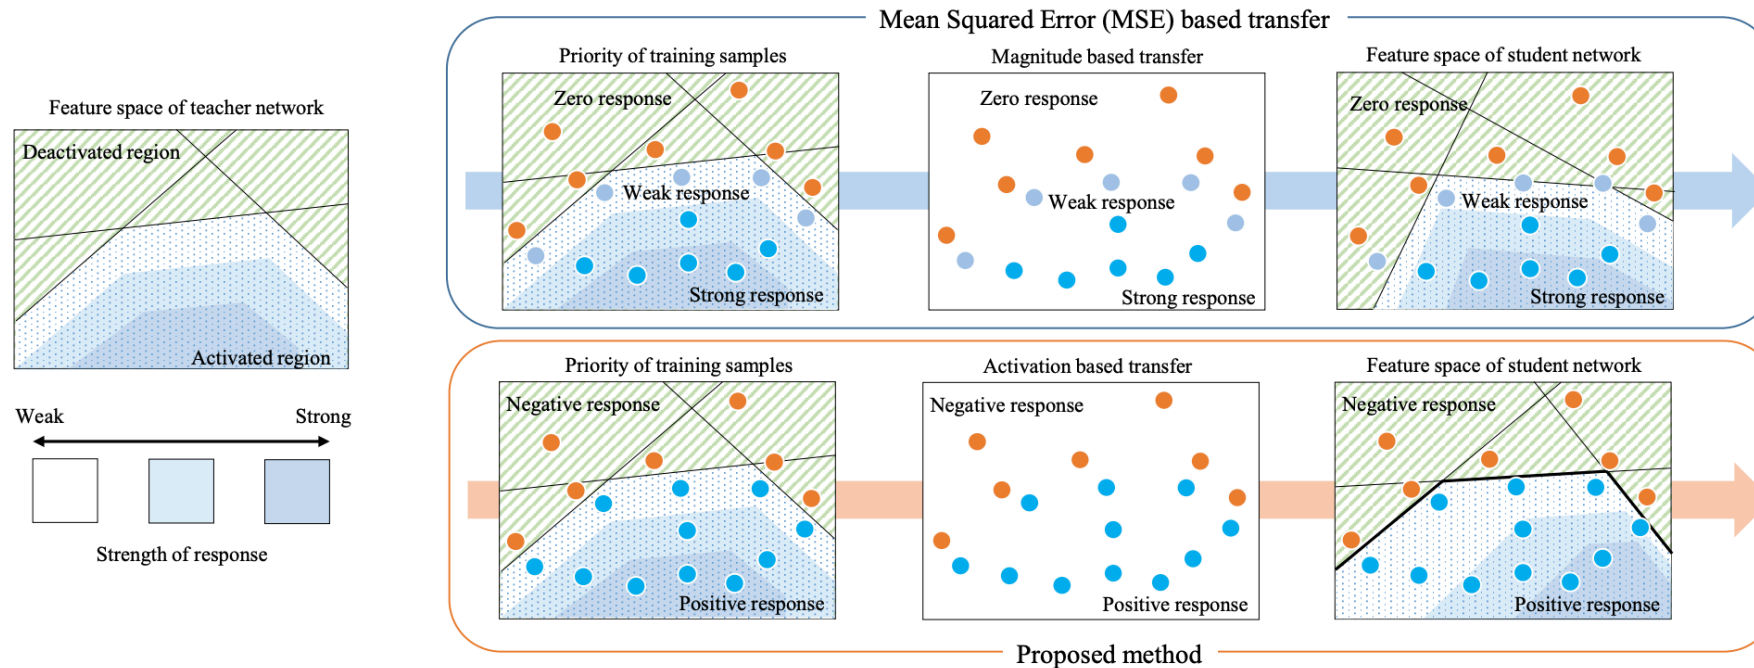 Mean Squared Error (MSE) based transfer
Feature space of teacher network
Deactivated region
Activated region
Weak
Strong
Strength of response
Priority of training samples
Zero response
Weak response
Strong response
Magnitude based transfer
Zero response
Weak response
Strong response
Feature space of student network
Zero response
Weak response
Strong response
Priority of training samples
Negative response
Positive response
Activation based transfer
Negative response
Positive response
Feature space of student network
Negative response
Positive response
Proposed method